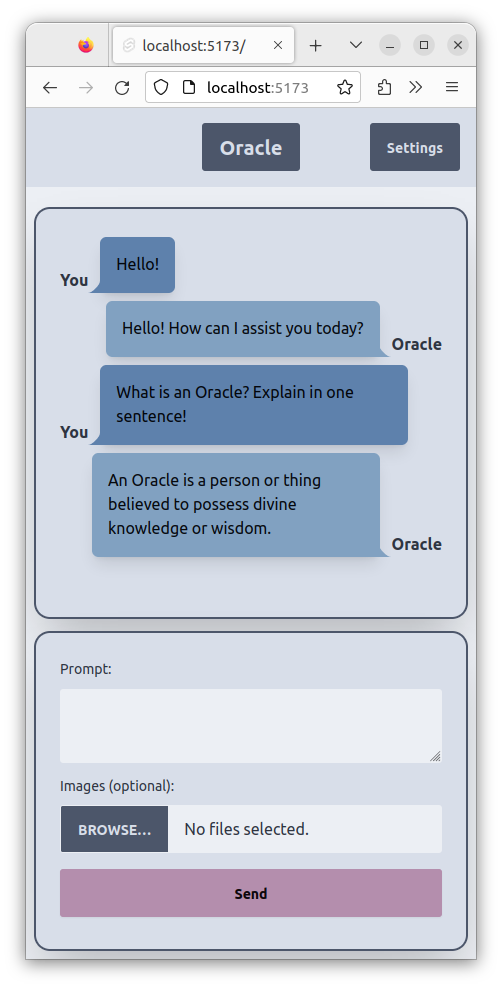 localhost:5173/
localhost:5173
Oracle
Settings
Hello!
You
Hello! How can I assist you today?
Oracle
What is an Oracle? Explain in one
sentence!
You
An Oracle is a person or thing
believed to possess divine
knowledge or wisdom.
Oracle
Prompt:
Images (optional):
BROWSE...
No files selected.
Send